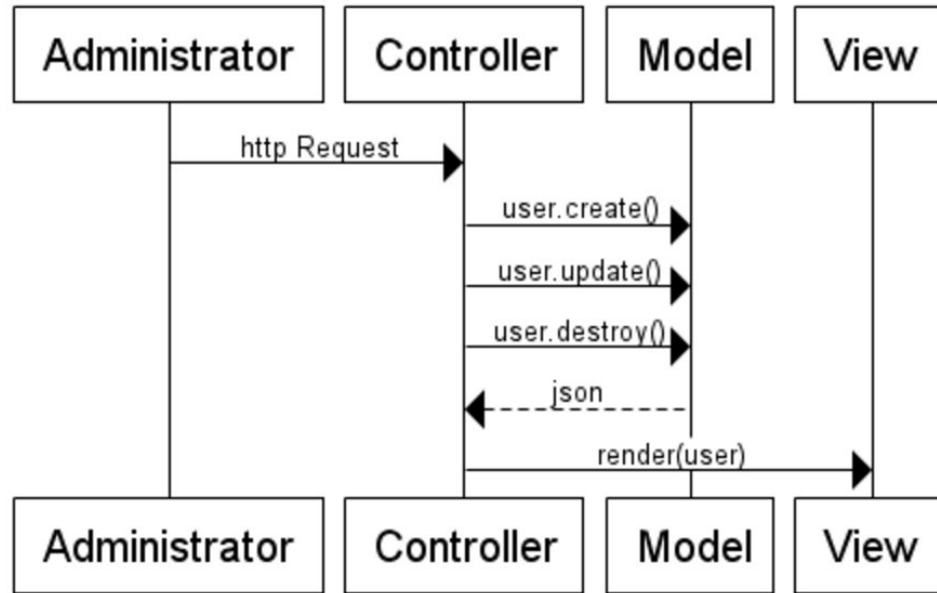 Administrator Controller Model View
http Request
user.create()
user.update()
user.destroy()
json
render(user)
Administrator Controller Model View